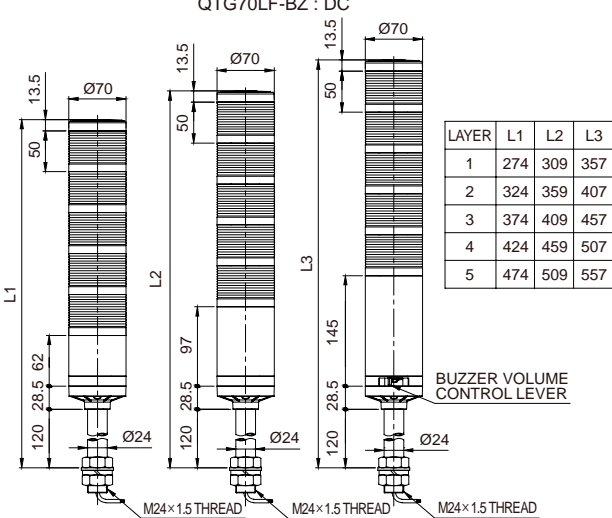 QTG70LF-BZ : DC
Ø70
13.5
50
L1
62
28.5
120
Ø24
M24×1.5 THREAD
Ø70
13.5
50
L2
97
28.5
120
Ø24
M24×1.5 THREAD
Ø70
13.5
50
L3
145
28.5
120
Ø24
M24×1.5 THREAD
BUZZER VOLUME
CONTROL LEVER
LAYER L1 L2 L3
1 274 309 357
2 324 359 407
3 374 409 457
4 424 459 507
5 474 509 557